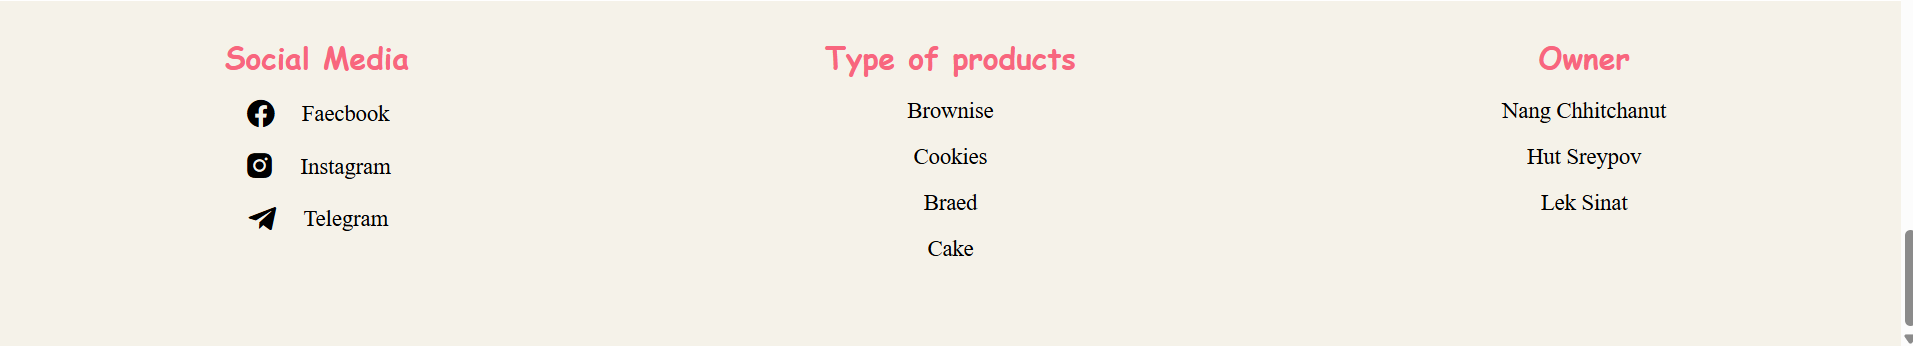 Social Media
Faecbook
Instagram
Telegram
Type of products
Brownise
Cookies
Braed
Cake
Owner
Nang Chhitchanut
Hut Sreypov
Lek Sinat